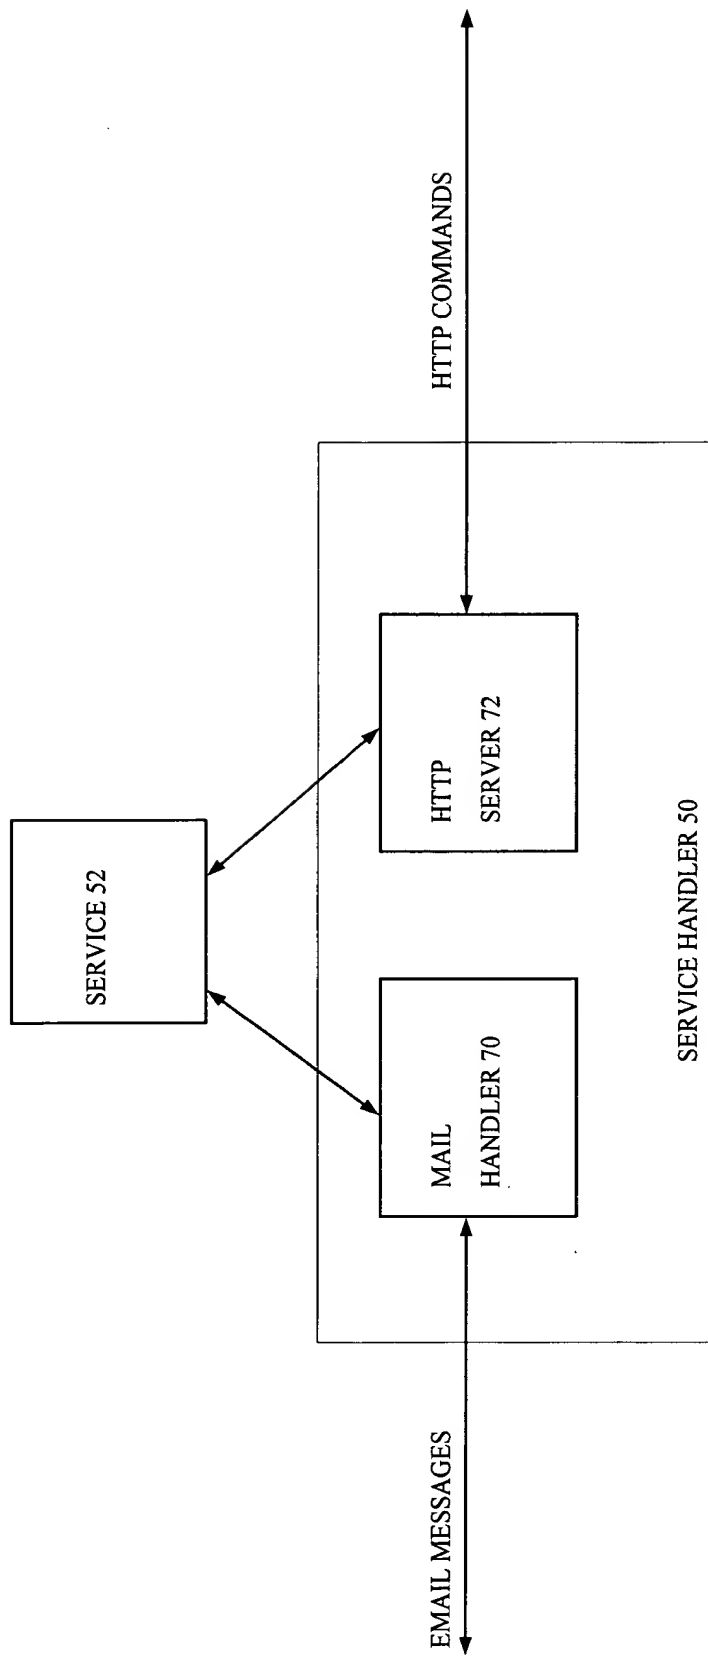 SERVICE 52
EMAIL MESSAGES
MAIL
HANDLER 70
HTTP
SERVER 72
HTTP COMMANDS
SERVICE HANDLER 50